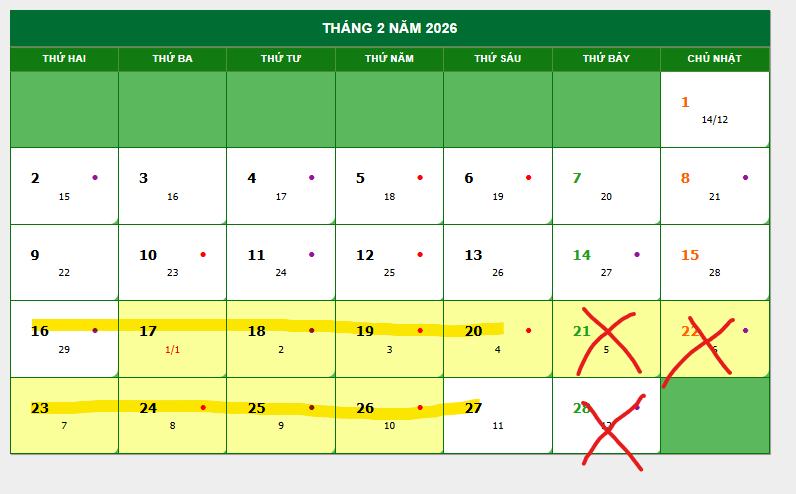 THÁNG 2 NĂM 2026
THỨ HAI THỨ BA THỨ TƯ THỨ NĂM THỨ SÁU THỨ BẢY CHỦ NHẬT
1
14/12
2 3 4 5 6 7 8
15 16 17 18 19 20 21
9 10 11 12 13 14 15
22 23 24 25 26 27 28
16 17 18 19 20 21 22
29 1/1 2 3 4 5 6
23 24 25 26 27 28
7 8 9 10 11 12